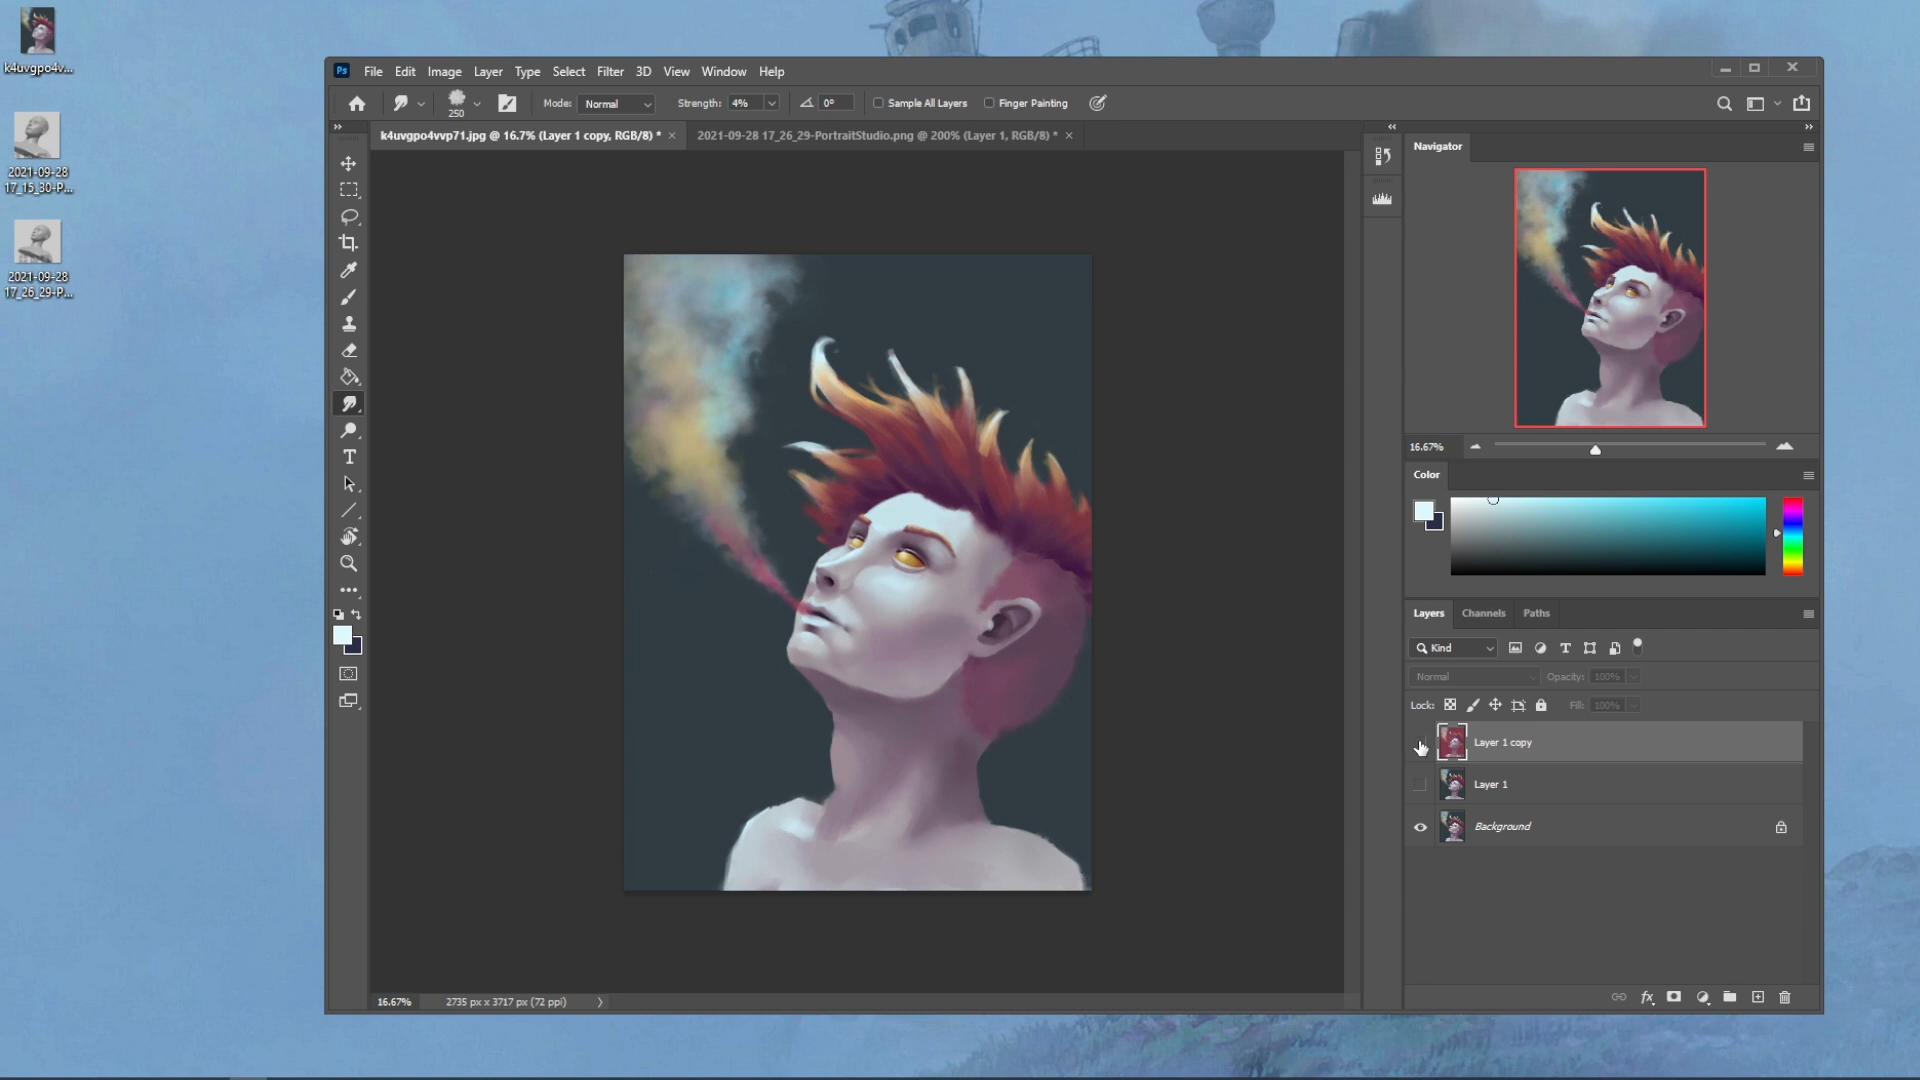 k4uvgpo4v...
2021-09-28
17_15_30-P...
2021-09-28
17_26_29-P...
Ps File Edit Image Layer Type Select Filter 3D View Window Help
250 Mode: Normal Strength: 4% 0° Sample All Layers Finger Painting
k4uvgpo4vvp71.jpg @ 16.7% (Layer 1 copy, RGB/8) * × 2021-09-28 17_26_29-PortraitStudio.png @ 200% (Layer 1, RGB/8) * ×
Navigator
16.67%
Color
Layers Channels Paths
Kind
Normal Opacity: 100%
Lock: Fill: 100%
Layer 1 copy
Layer 1
Background
fx
16.67% 2735 px x 3717 px (72 ppi)